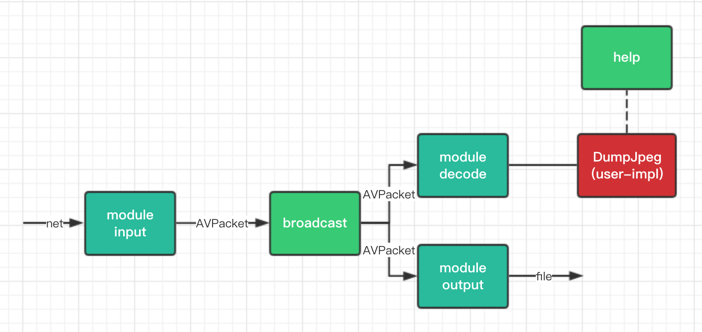 help
module
decode
DumpJpeg
(user-impl)
AVPacket
net
module
input
AVPacket
broadcast
AVPacket
module
output
file